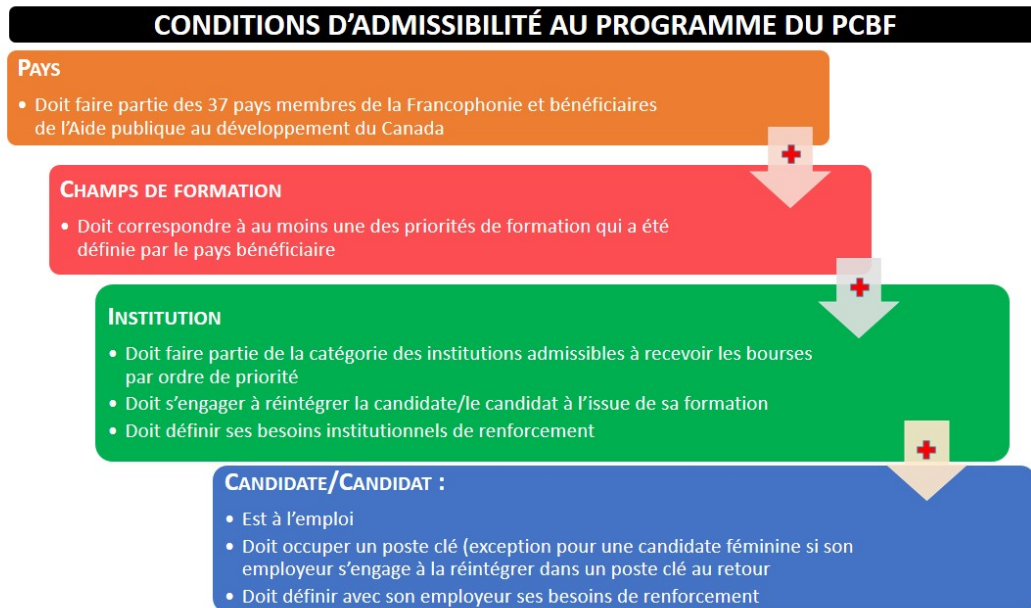 CONDITIONS D'ADMISSIBILITÉ AU PROGRAMME DU PCBF
PAYS
• Doit faire partie des 37 pays membres de la Francophonie et bénéficiaires
de l'Aide publique au développement du Canada
CHAMPS DE FORMATION
• Doit correspondre à au moins une des priorités de formation qui a été
définie par le pays bénéficiaire
INSTITUTION
• Doit faire partie de la catégorie des institutions admissibles à recevoir les bourses
par ordre de priorité
• Doit s'engager à réintégrer la candidate/le candidat à l'issue de sa formation
• Doit définir ses besoins institutionnels de renforcement
CANDIDATE/CANDIDAT :
• Est à l'emploi
• Doit occuper un poste clé (exception pour une candidate féminine si son
employeur s'engage à la réintégrer dans un poste clé au retour
• Doit définir avec son employeur ses besoins de renforcement